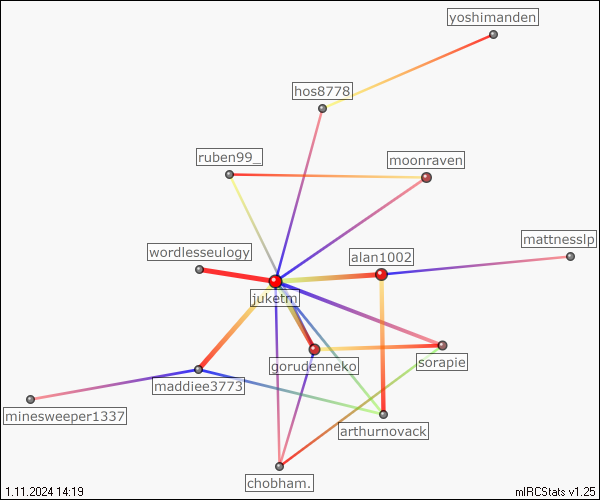 yoshimanden
hos8778
ruben99_
moonraven
mattnesslp
wordlesseulogy
alan1002
juketm
gorudenneko
sorapie
maddiee3773
minesweeper1337
arthurnovack
chobham.
1.11.2024 14:19
mIRCStats v1.25